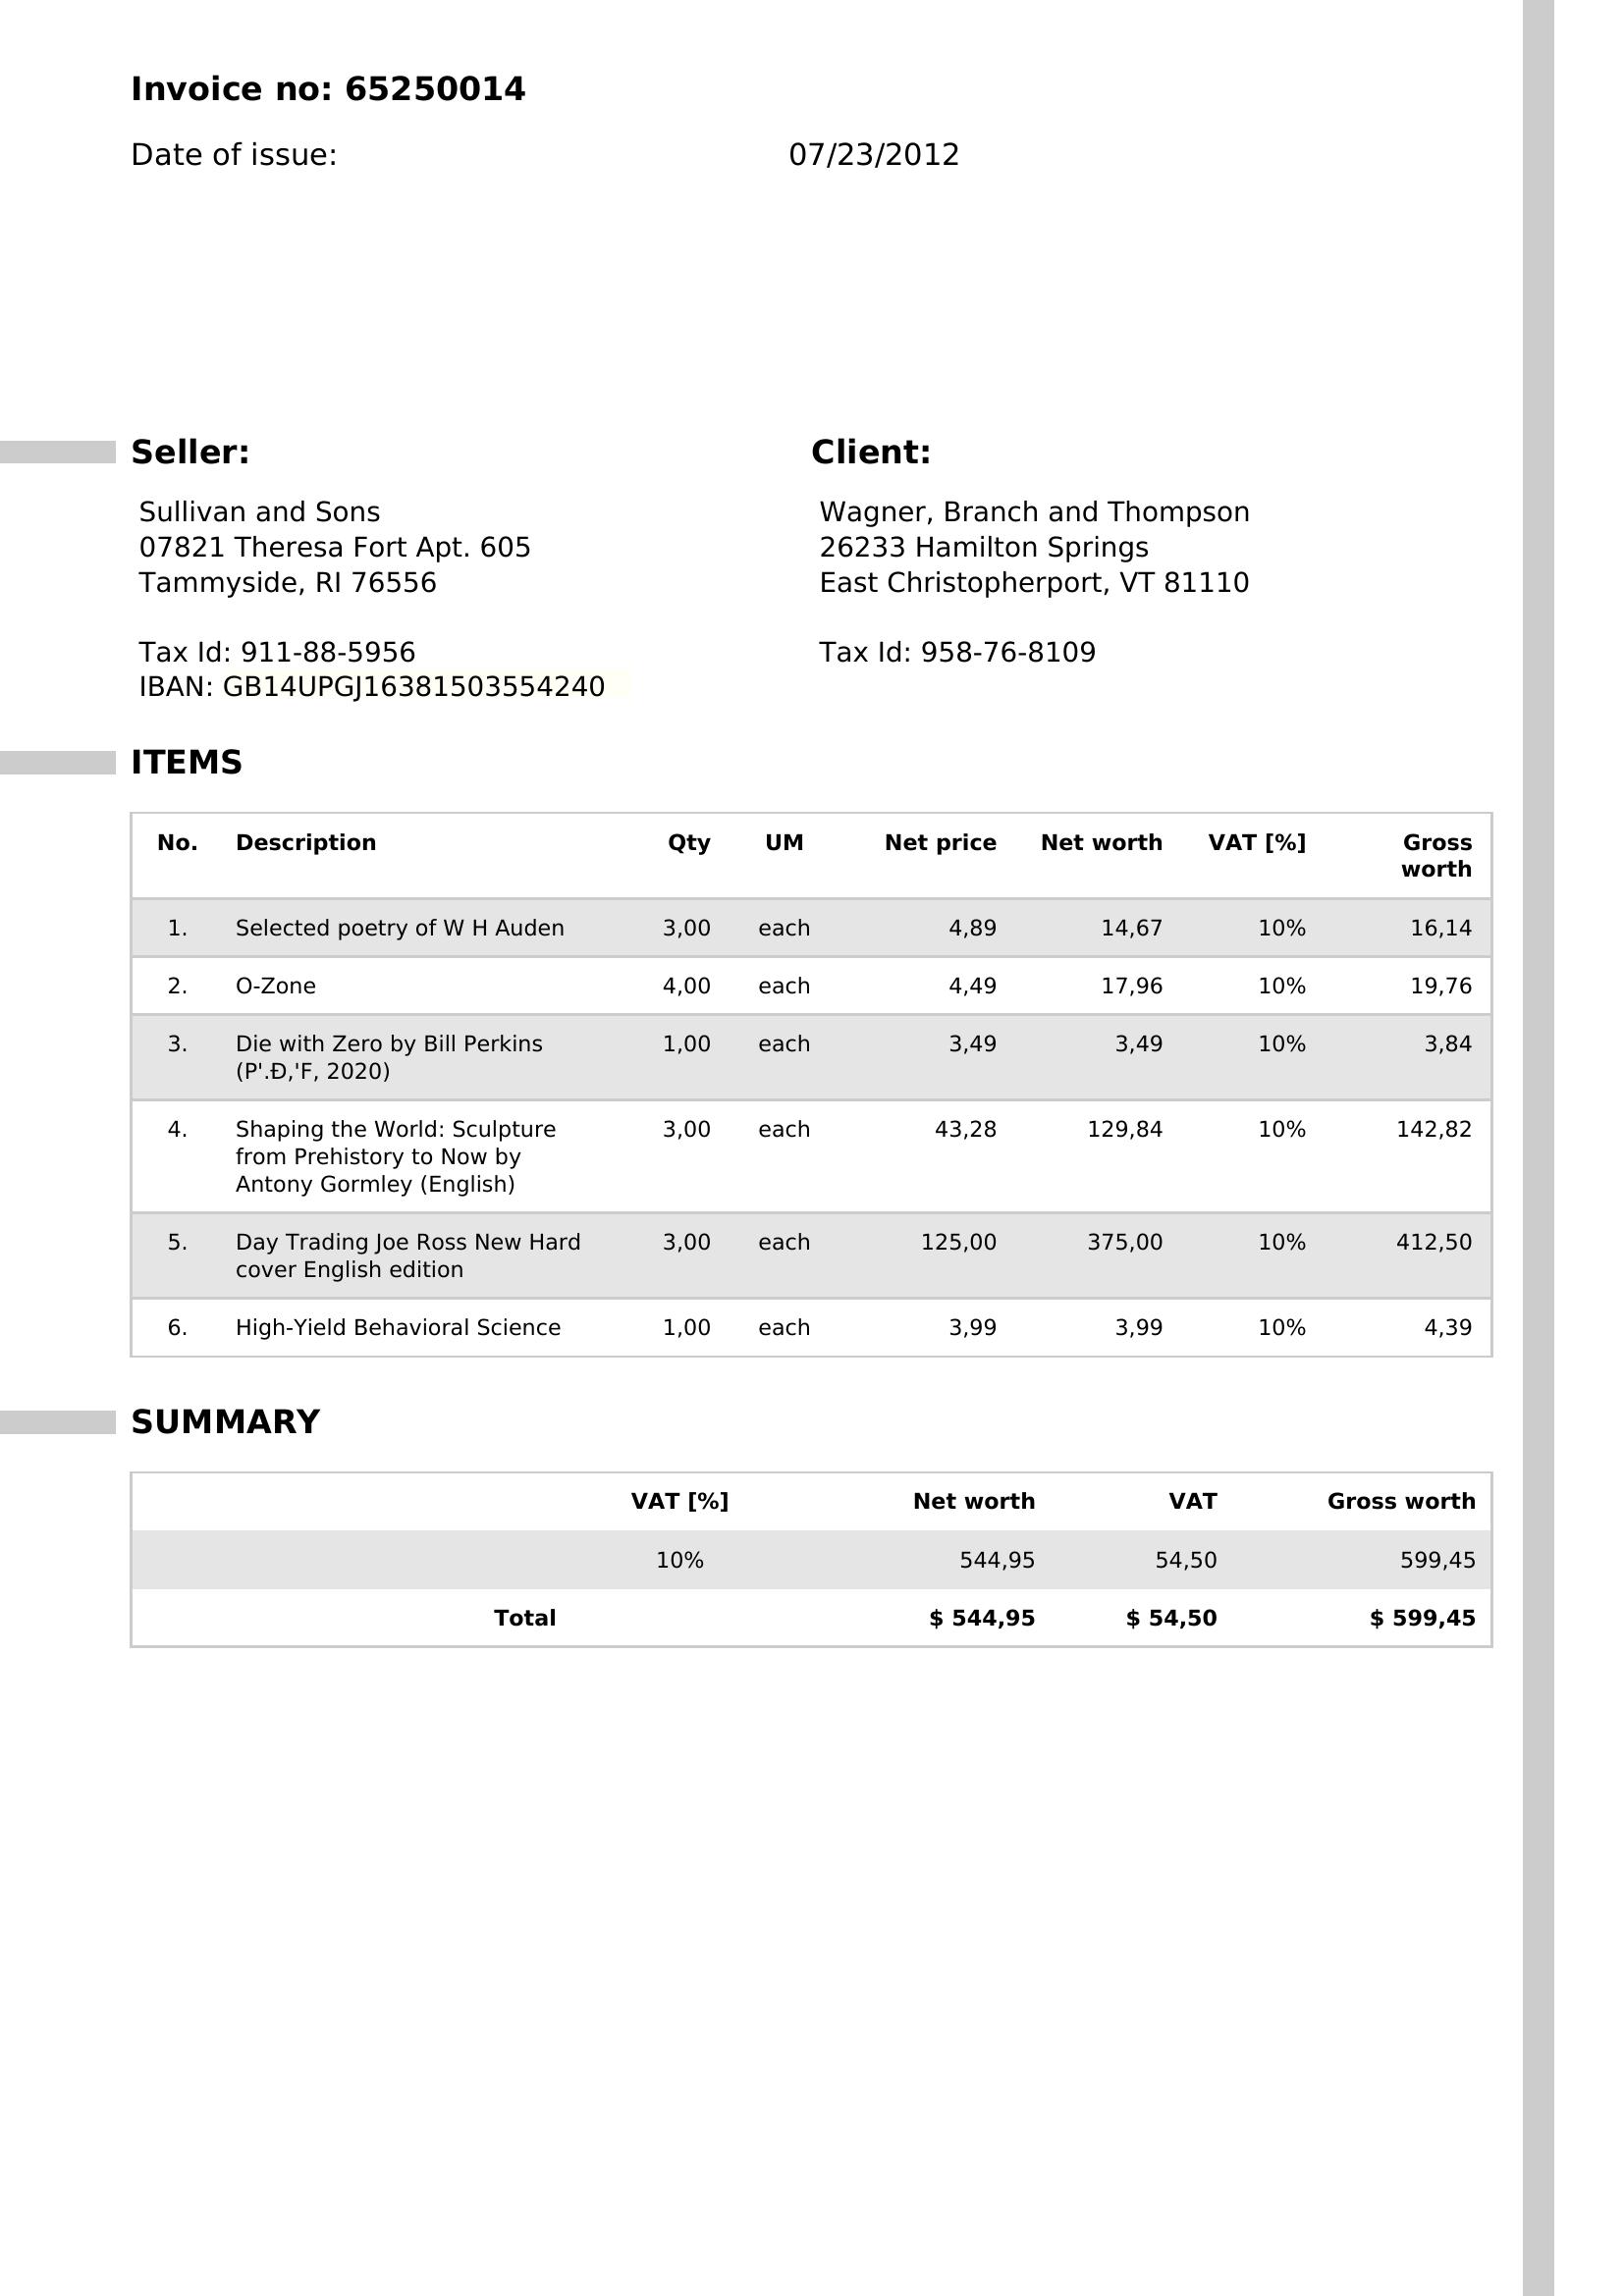 Invoice no: 65250014
Date of issue: 07/23/2012
Seller:
Sullivan and Sons
07821 Theresa Fort Apt. 605
Tammyside, RI 76556
Tax Id: 911-88-5956
IBAN: GB14UPGJ16381503554240
Client:
Wagner, Branch and Thompson
26233 Hamilton Springs
East Christopherport, VT 81110
Tax Id: 958-76-8109
ITEMS
No. Description Qty UM Net price Net worth VAT [%] Gross
worth
1. Selected poetry of W H Auden 3,00 each 4,89 14,67 10% 16,14
2. O-Zone 4,00 each 4,49 17,96 10% 19,76
3. Die with Zero by Bill Perkins 1,00 each 3,49 3,49 10% 3,84
(P'.Đ,'F, 2020)
4. Shaping the World: Sculpture 3,00 each 43,28 129,84 10% 142,82
from Prehistory to Now by
Antony Gormley (English)
5. Day Trading Joe Ross New Hard 3,00 each 125,00 375,00 10% 412,50
cover English edition
6. High-Yield Behavioral Science 1,00 each 3,99 3,99 10% 4,39
SUMMARY
VAT [%] Net worth VAT Gross worth
10% 544,95 54,50 599,45
Total $ 544,95 $ 54,50 $ 599,45